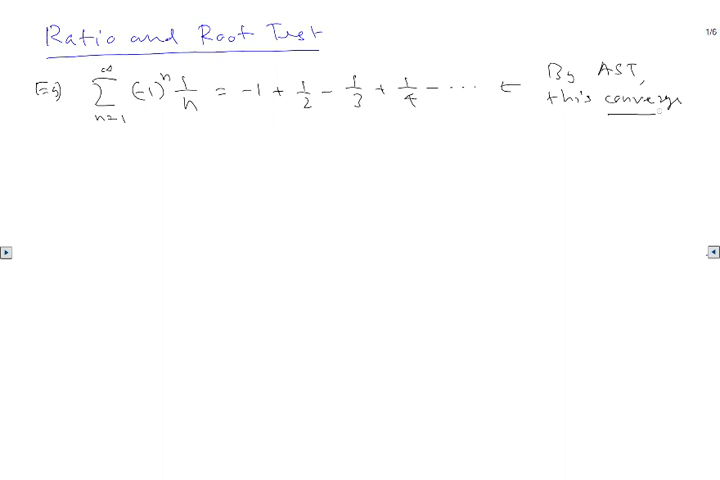 Ratio and Root Test
1/6
Eg) ∞∑n=1 (-1)^n 1/n = -1 + 1/2 - 1/3 + 1/4 - ... ← By AST,
this converge